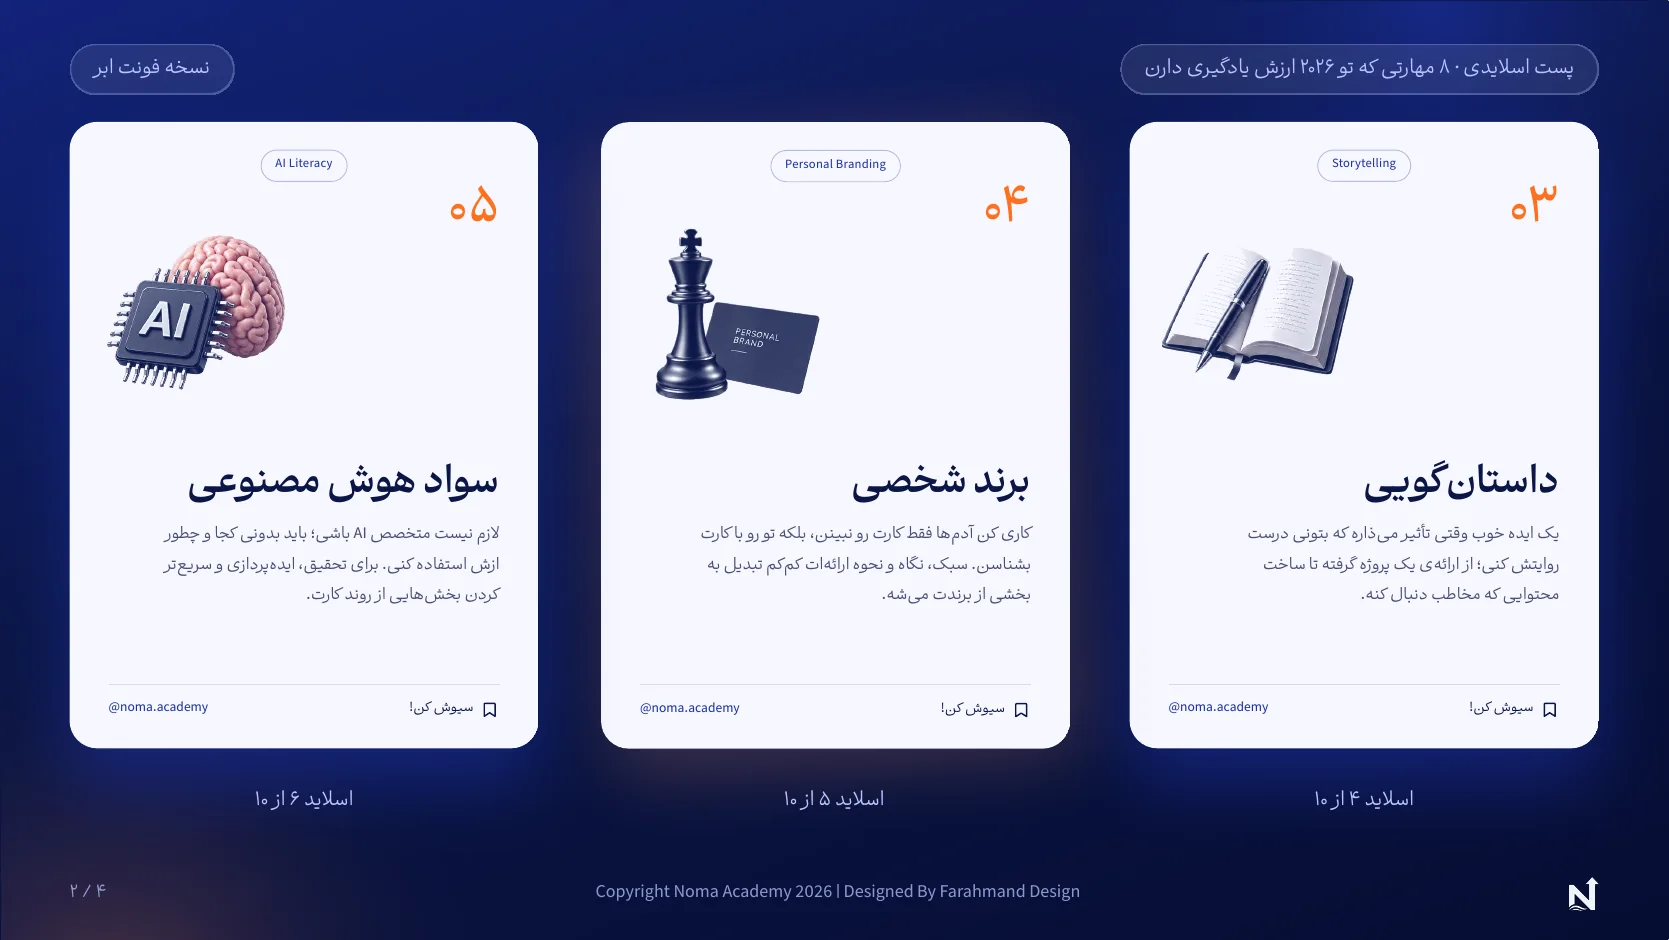 پست اسلایدی · ۸ مهارتی که تو ۲۰۲۶ ارزش یادگیری دارن
نسخه فونت ابر
Storytelling
۰۳
داستان‌گویی
یک ایده خوب وقتی تأثیر می‌ذاره که بتونی درست
روایتش کنی؛ از ارائه‌ی یک پروژه گرفته تا ساخت
محتوایی که مخاطب دنبال کنه.
سیوش کن!
@noma.academy
اسلاید ۴ از ۱۰
Personal Branding
۰۴
PERSONAL
BRAND
برند شخصی
کاری کن آدم‌ها فقط کارت رو نبینن، بلکه تو رو با کارت
بشناسن. سبک، نگاه و نحوه ارائه‌ات کم‌کم تبدیل به
بخشی از برندت می‌شه.
سیوش کن!
@noma.academy
اسلاید ۵ از ۱۰
AI Literacy
۰۵
AI
سواد هوش مصنوعی
لازم نیست متخصص AI باشی؛ باید بدونی کجا و چطور
ازش استفاده کنی. برای تحقیق، ایده‌پردازی و سریع‌تر
کردن بخش‌هایی از روند کارت.
سیوش کن!
@noma.academy
اسلاید ۶ از ۱۰
۲ / ۴
Copyright Noma Academy 2026 | Designed By Farahmand Design